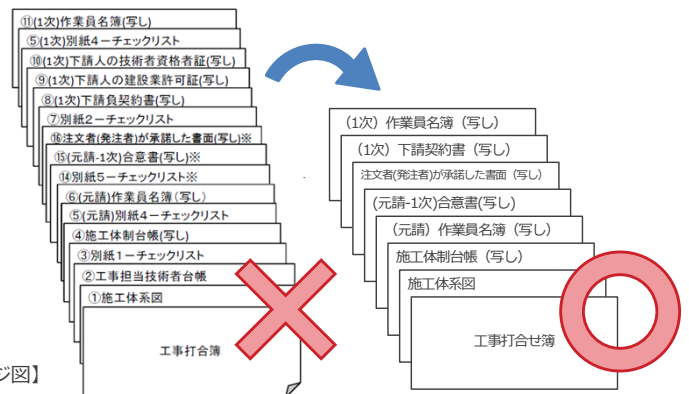 ⑪(1次)作業員名簿(写し)
⑤(1次)別紙4ーチェックリスト
⑩(1次)下請人の技術者資格者証(写し)
⑨(1次)下請人の建設業許可証(写し)
⑧(1次)下請負契約書(写し)
⑦別紙2ーチェックリスト
⑯注文者(発注者)が承諾した書面(写し)※
⑮(元請-1次)合意書(写し)※
⑭別紙5ーチェックリスト※
⑥(元請)作業員名簿(写し)
⑤(元請)別紙4ーチェックリスト
④施工体制台帳(写し)
③別紙1ーチェックリスト
②工事担当技術者台帳
①施工体系図
工事打合簿
ジ図】
(1次)作業員名簿(写し)
(1次)下請契約書(写し)
注文者(発注者)が承諾した書面(写し)
(元請-1次)合意書(写し)
(元請)作業員名簿(写し)
施工体制台帳(写し)
施工体系図
工事打合せ簿